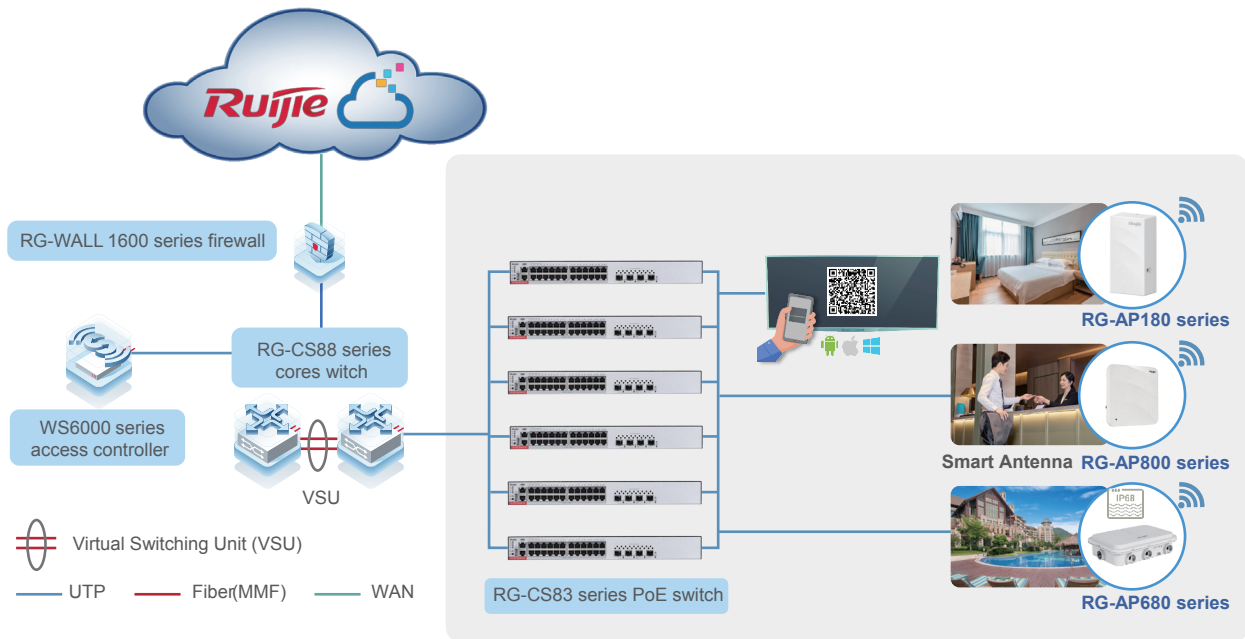 Ruijie
RG-WALL 1600 series firewall
RG-CS88 series
cores witch
WS6000 series
access controller
VSU
Virtual Switching Unit (VSU)
UTP
Fiber(MMF)
WAN
RG-CS83 series PoE switch
RG-AP180 series
Smart Antenna
RG-AP800 series
IP68
RG-AP680 series